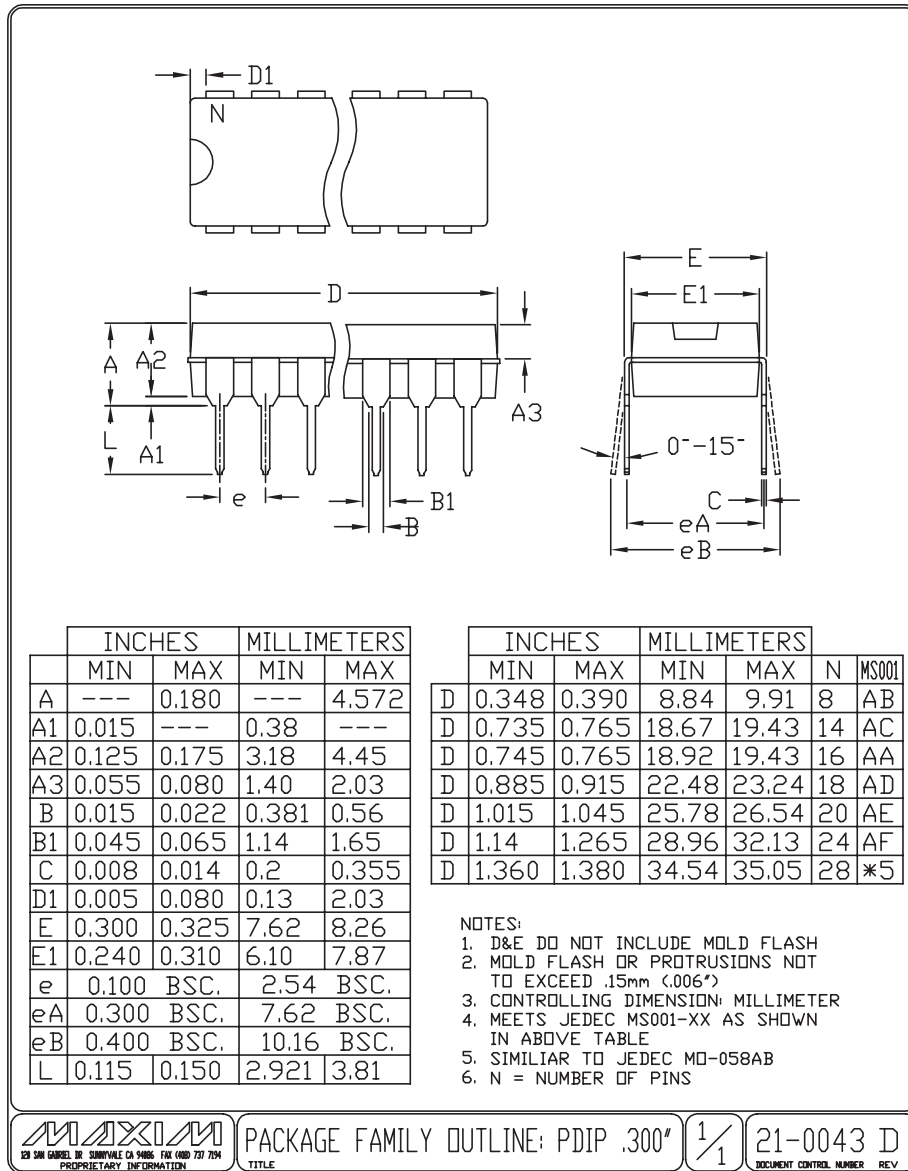 D1
N
E
D
E1
A
A2
A3
L
A1
0°-15°
e
B1
B
C
eA
eB
INCHES MILLIMETERS
MIN MAX MIN MAX
A --- 0.180 --- 4.572
A1 0.015 --- 0.38 ---
A2 0.125 0.175 3.18 4.45
A3 0.055 0.080 1.40 2.03
B 0.015 0.022 0.381 0.56
B1 0.045 0.065 1.14 1.65
C 0.008 0.014 0.2 0.355
D1 0.005 0.080 0.13 2.03
E 0.300 0.325 7.62 8.26
E1 0.240 0.310 6.10 7.87
e 0.100 BSC. 2.54 BSC.
eA 0.300 BSC. 7.62 BSC.
eB 0.400 BSC. 10.16 BSC.
L 0.115 0.150 2.921 3.81
INCHES MILLIMETERS
MIN MAX MIN MAX N MS001
D 0.348 0.390 8.84 9.91 8 AB
D 0.735 0.765 18.67 19.43 14 AC
D 0.745 0.765 18.92 19.43 16 AA
D 0.885 0.915 22.48 23.24 18 AD
D 1.015 1.045 25.78 26.54 20 AE
D 1.14 1.265 28.96 32.13 24 AF
D 1.360 1.380 34.54 35.05 28 *5
NOTES:
1. D&E DO NOT INCLUDE MOLD FLASH
2. MOLD FLASH OR PROTRUSIONS NOT
TO EXCEED .15mm (.006")
3. CONTROLLING DIMENSION: MILLIMETER
4. MEETS JEDEC MS001-XX AS SHOWN
IN ABOVE TABLE
5. SIMILIAR TO JEDEC MO-058AB
6. N = NUMBER OF PINS
MAXIM
120 SAN GABRIEL DR SUNNYVALE CA 94086 FAX (408) 737 7194
PROPRIETARY INFORMATION
PACKAGE FAMILY OUTLINE: PDIP .300"
TITLE
1/1
21-0043 D
DOCUMENT CONTROL NUMBER REV